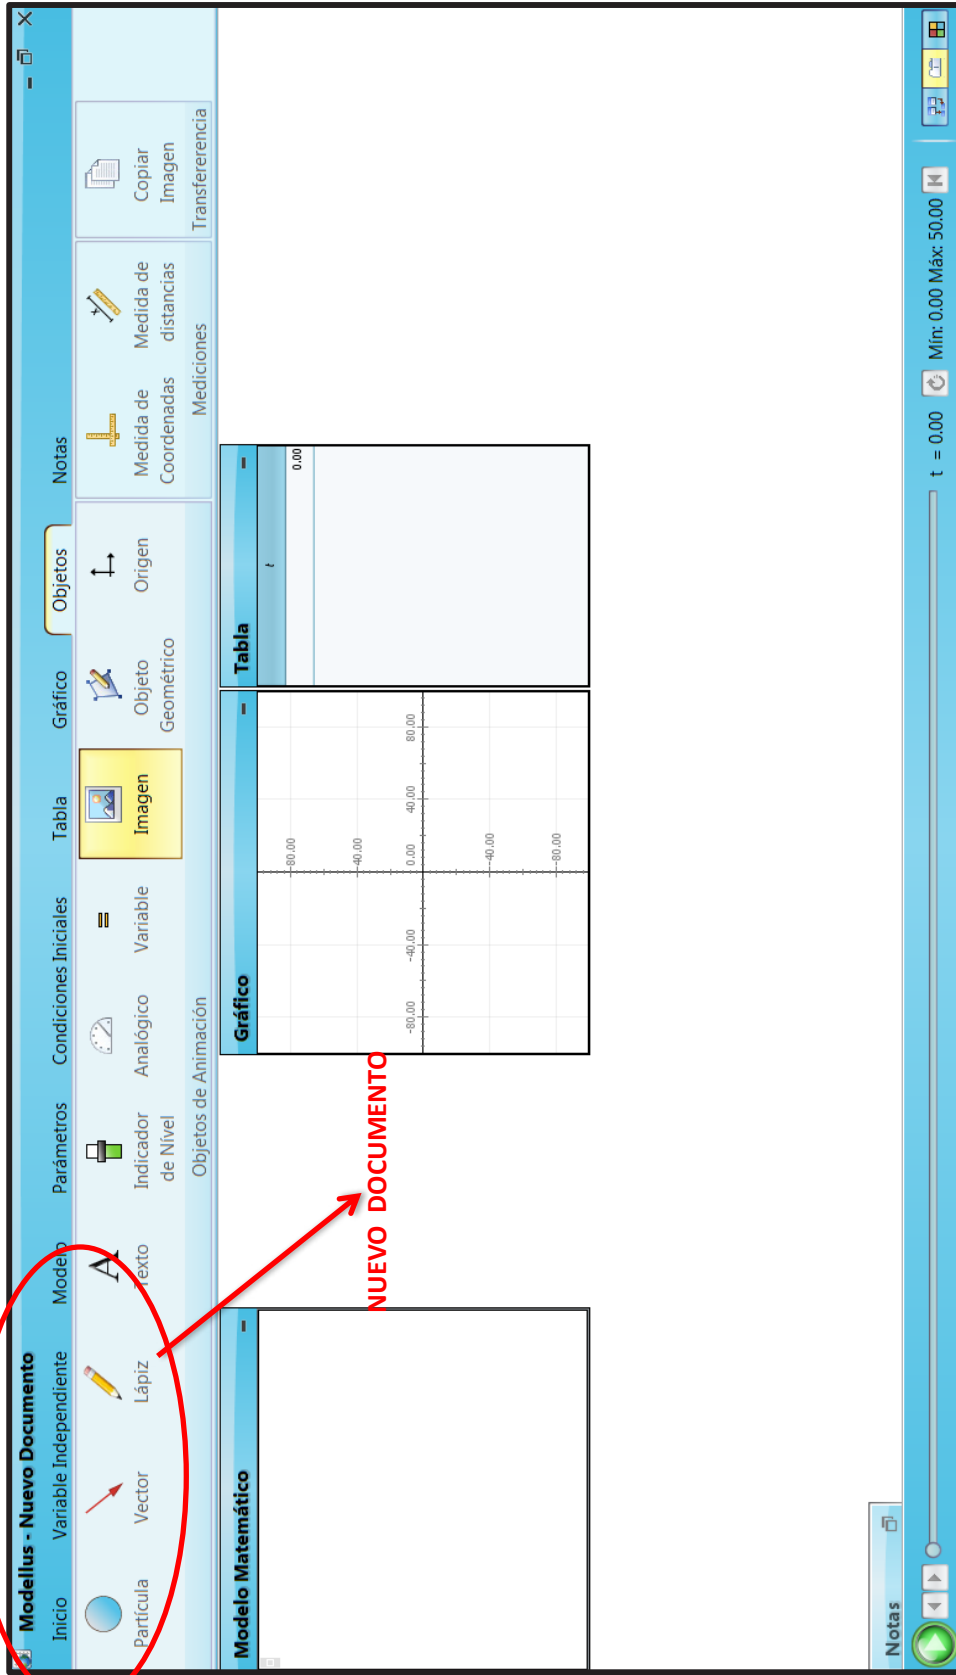 Modellus - Nuevo Documento
Inicio Variable Independiente Modelo Parámetros Condiciones Iniciales Tabla Gráfico Objetos Notas
Partícula Vector Lápiz Texto Indicador de Nível Analógico Variable Imagen Objeto Geométrico Origen Medida de Coordenadas Medida de distancias Copiar Imagen
Objetos de Animación Mediciones Transfererencia
Modelo Matemático
Gráfico
80.00
40.00
-80.00 -40.00 0.00 40.00 80.00
-40.00
-80.00
Tabla
t
0.00
NUEVO DOCUMENTO
Notas
t = 0.00 Mín: 0.00 Máx: 50.00